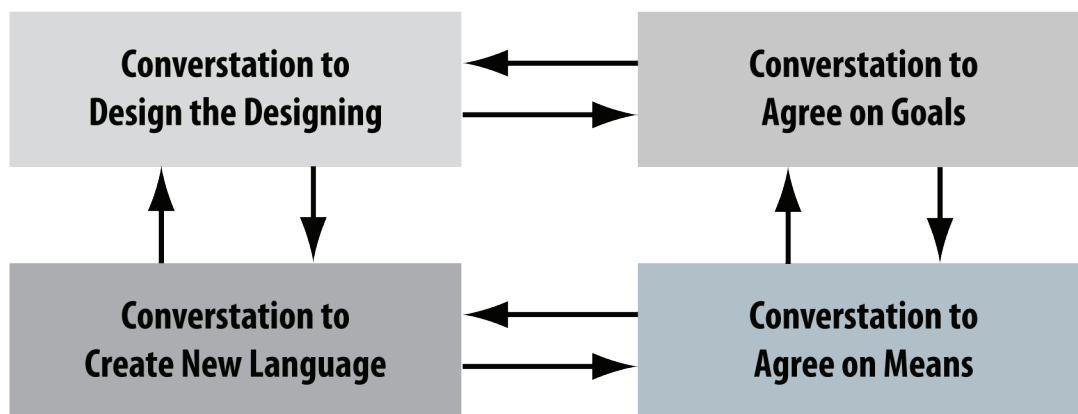 Converstation to
Design the Designing
Converstation to
Agree on Goals
Converstation to
Create New Language
Converstation to
Agree on Means